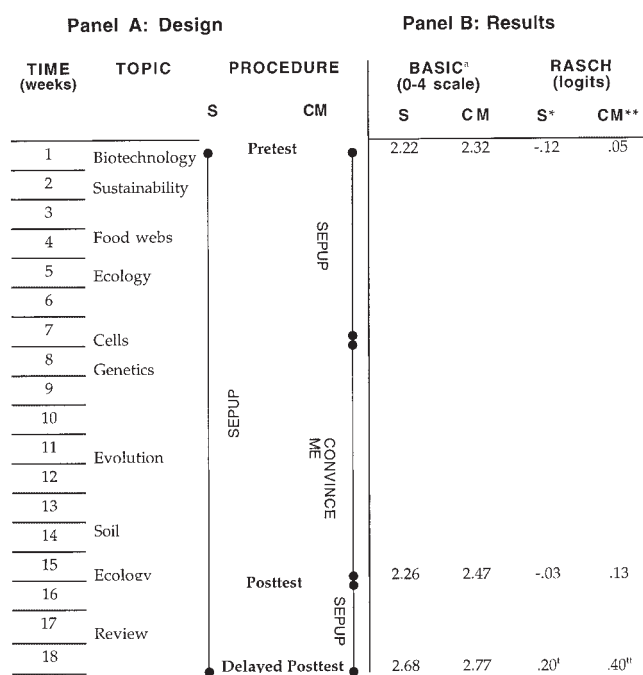 Panel A: Design Panel B: Results
TIME TOPIC PROCEDURE BASICª RASCH
(weeks) (0-4 scale) (logits)
S CM S CM S* CM**
1 Biotechnology Pretest 2.22 2.32 -.12 .05
2 Sustainability
3
4 Food webs
SEPUP
5 Ecology
6
7 Cells
8 Genetics
9
SEPUP
10
11 Evolution
CONVINCE
ME
12
13
14 Soil
15 Ecology Posttest 2.26 2.47 -.03 .13
16
SEPUP
17 Review
18 Delayed Posttest 2.68 2.77 .20ᵗ .40ᵗᵗ